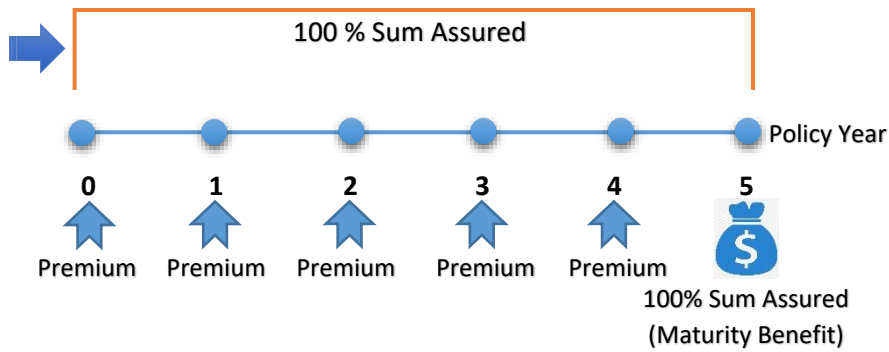 100 % Sum Assured
Policy Year
0 1 2 3 4 5
Premium Premium Premium Premium Premium
$
100% Sum Assured
(Maturity Benefit)